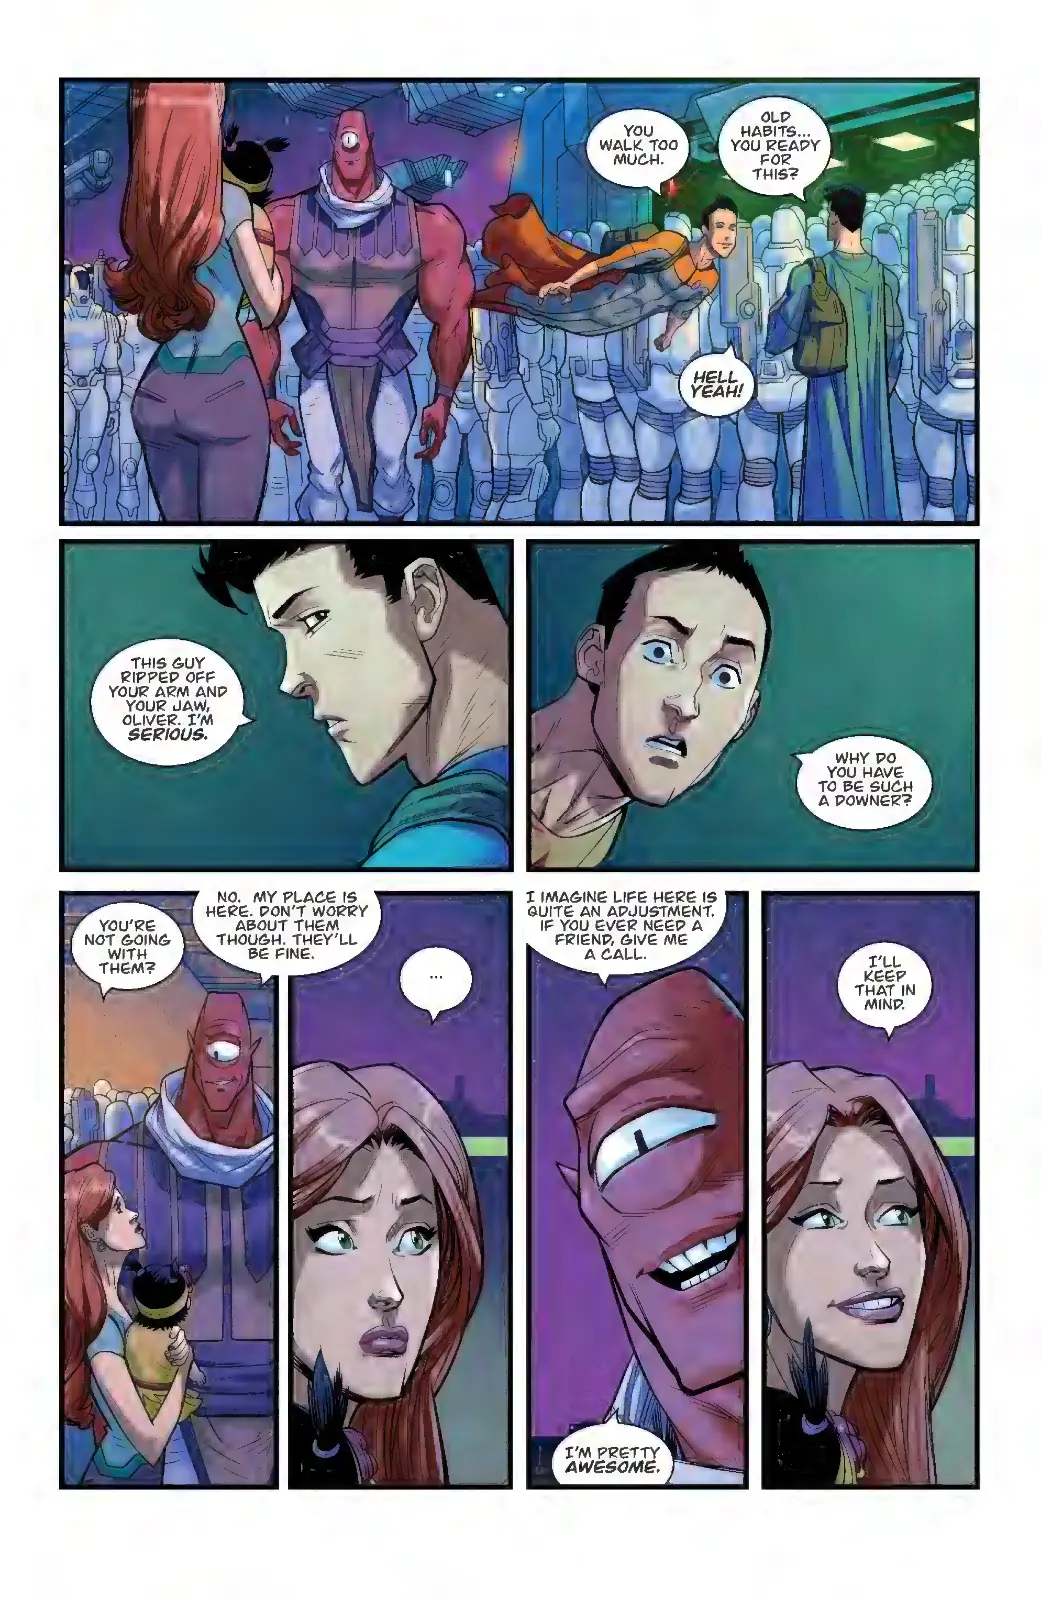 YOU
WALK TOO
MUCH.
OLD
HABITS...
YOU READY
FOR
THIS?
HELL
YEAH!
THIS GUY
RIPPED OFF
YOUR ARM AND
YOUR JAW,
OLIVER. I'M
SERIOUS.
WHY DO
YOU HAVE
TO BE SUCH
A DOWNER?
YOU'RE
NOT GOING
WITH
THEM?
NO. MY PLACE IS
HERE. DON'T WORRY
ABOUT THEM
THOUGH. THEY'LL
BE FINE.
...
I IMAGINE LIFE HERE IS
QUITE AN ADJUSTMENT.
IF YOU EVER NEED A
FRIEND, GIVE ME
A CALL.
I'M PRETTY
AWESOME.
I'LL
KEEP
THAT IN
MIND.